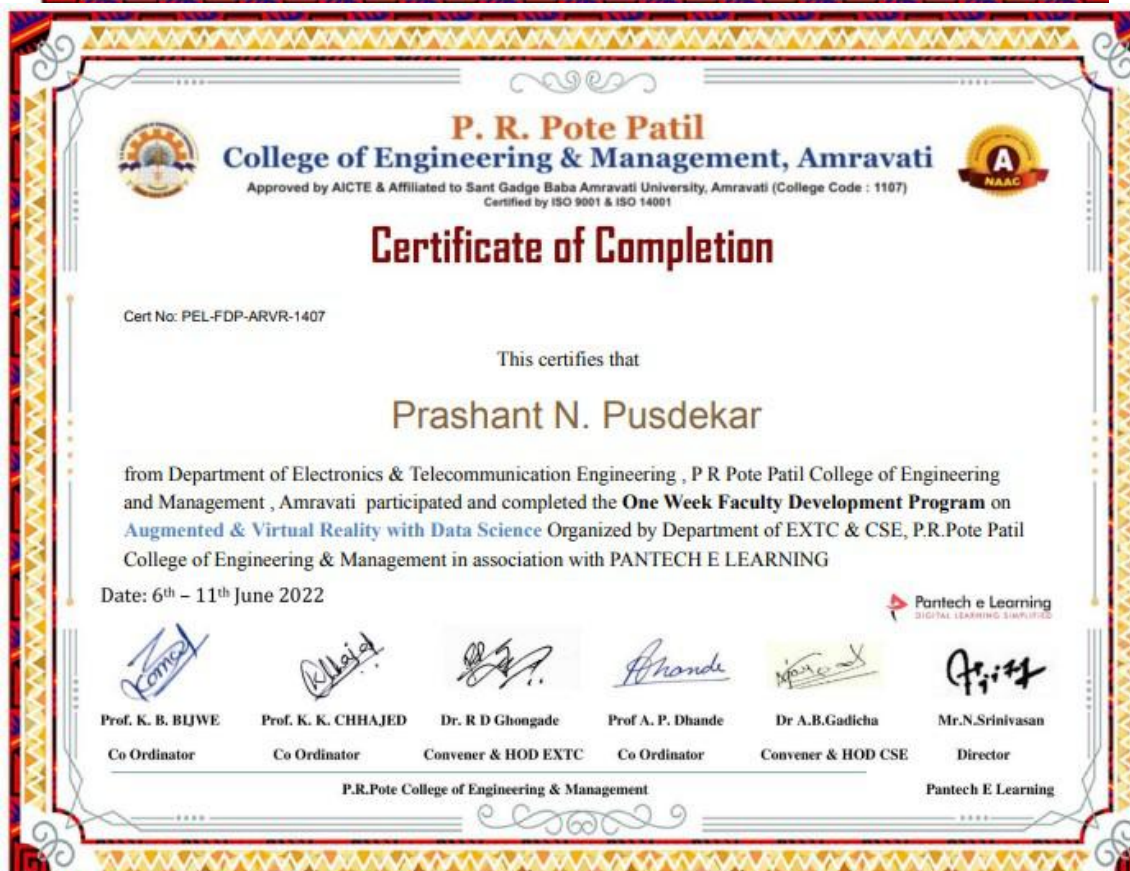 P. R. Pote Patil
College of Engineering & Management, Amravati
Approved by AICTE & Affiliated to Sant Gadge Baba Amravati University, Amravati (College Code : 1107)
Certified by ISO 9001 & ISO 14001
A
NAAC
Certificate of Completion
Cert No: PEL-FDP-ARVR-1407
This certifies that
Prashant N. Pusdekar
from Department of Electronics & Telecommunication Engineering , P R Pote Patil College of Engineering
and Management , Amravati participated and completed the One Week Faculty Development Program on
Augmented & Virtual Reality with Data Science Organized by Department of EXTC & CSE, P.R.Pote Patil
College of Engineering & Management in association with PANTECH E LEARNING
Date: 6th – 11th June 2022
Pantech e Learning
DIGITAL LEARNING SIMPLIFIED
Prof. K. B. BIJWE Prof. K. K. CHHAJED Dr. R D Ghongade Prof A. P. Dhande Dr A.B.Gadicha Mr.N.Srinivasan
Co Ordinator Co Ordinator Convener & HOD EXTC Co Ordinator Convener & HOD CSE Director
P.R.Pote College of Engineering & Management Pantech E Learning